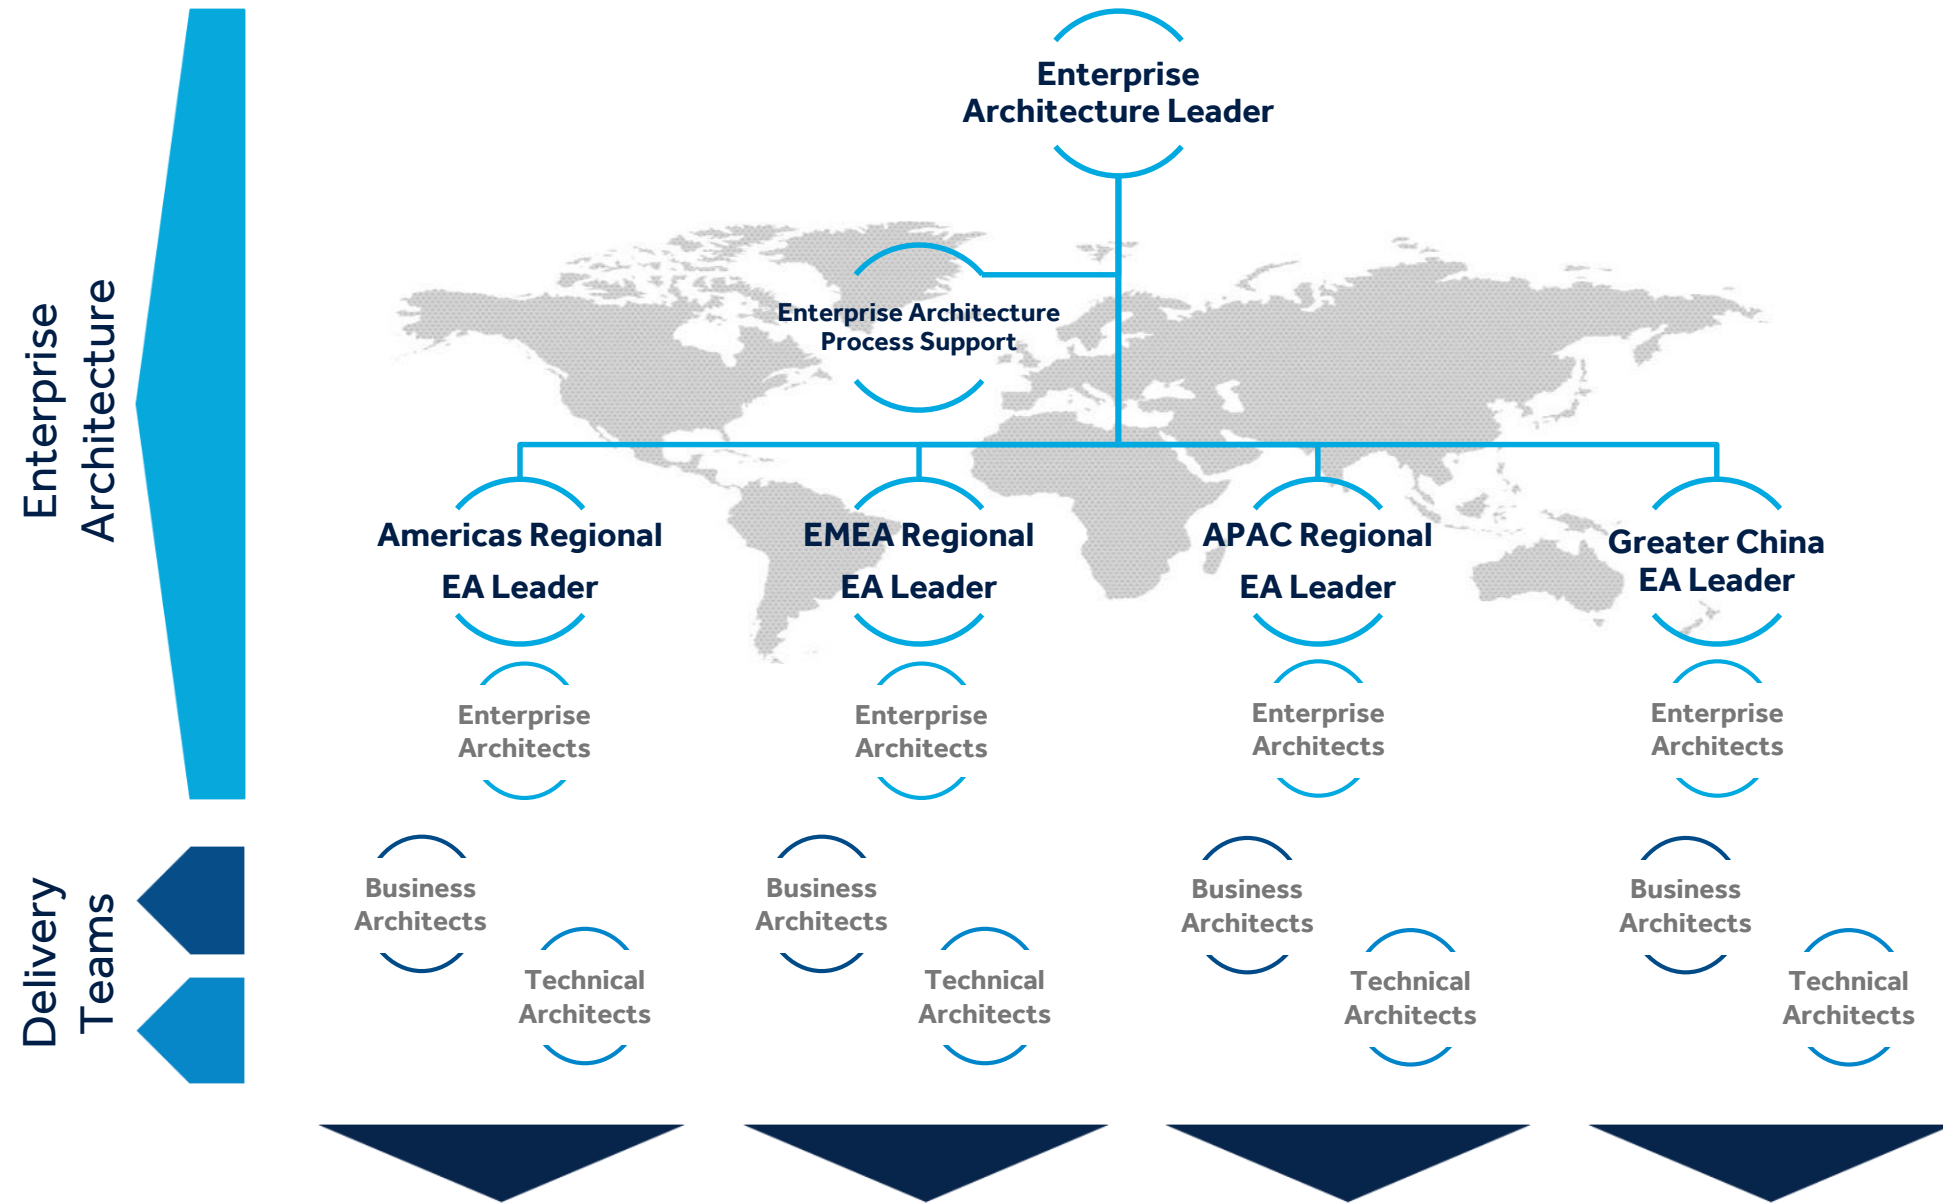 Enterprise
Architecture Leader
Enterprise Architecture
Process Support
Enterprise
Architecture
Americas Regional
EA Leader
EMEA Regional
EA Leader
APAC Regional
EA Leader
Greater China
EA Leader
Enterprise
Architects
Enterprise
Architects
Enterprise
Architects
Enterprise
Architects
Delivery
Teams
Business
Architects
Business
Architects
Business
Architects
Business
Architects
Technical
Architects
Technical
Architects
Technical
Architects
Technical
Architects